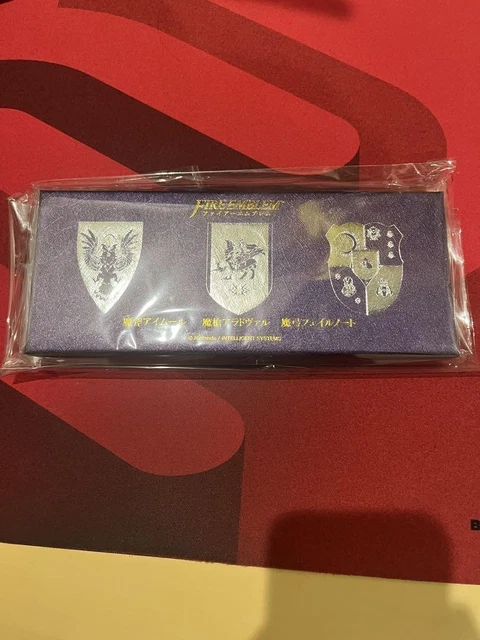 FIRE EMBLEM
ファイアーエムブレム
魔斧アイムール 魔槍アラドヴァル 魔弓フェイルノート
© Nintendo / INTELLIGENT SYSTEMS
B